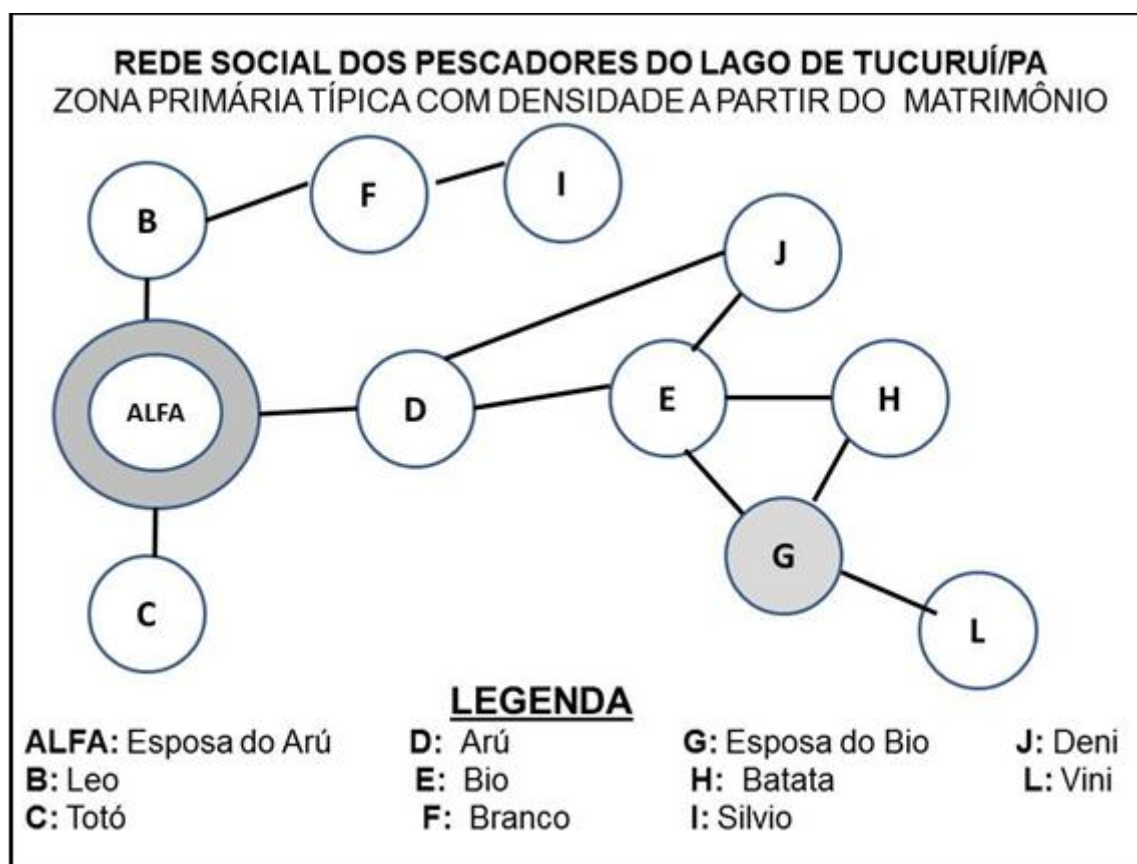 REDE SOCIAL DOS PESCADORES DO LAGO DE TUCURUÍ/PA
ZONA PRIMÁRIA TÍPICA COM DENSIDADE A PARTIR DO MATRIMÔNIO
B
F
I
J
ALFA
D
E
H
G
C
L
LEGENDA
ALFA: Esposa do Arú D: Arú G: Esposa do Bio J: Deni
B: Leo E: Bio H: Batata L: Vini
C: Totó F: Branco I: Silvio